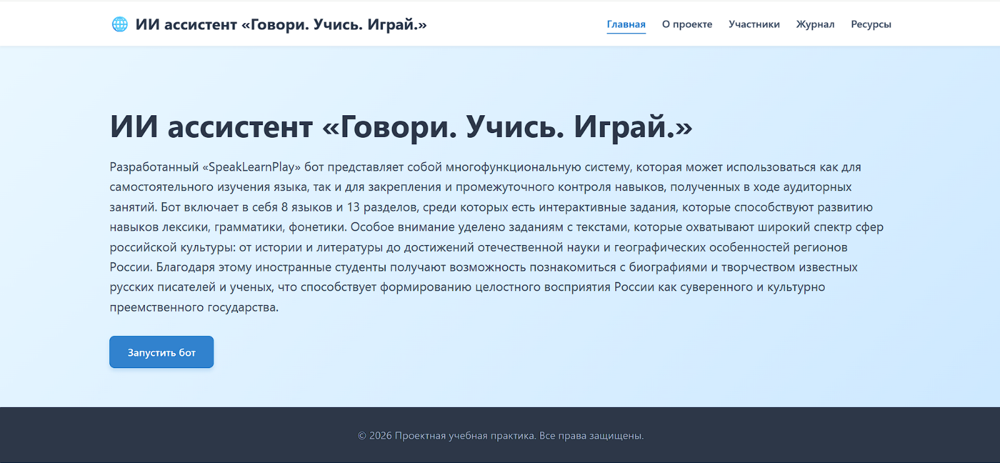 ИИ ассистент «Говори. Учись. Играй.»
Главная
О проекте
Участники
Журнал
Ресурсы
ИИ ассистент «Говори. Учись. Играй.»
Разработанный «SpeakLearnPlay» бот представляет собой многофункциональную систему, которая может использоваться как для
самостоятельного изучения языка, так и для закрепления и промежуточного контроля навыков, полученных в ходе аудиторных
занятий. Бот включает в себя 8 языков и 13 разделов, среди которых есть интерактивные задания, которые способствуют развитию
навыков лексики, грамматики, фонетики. Особое внимание уделено заданиям с текстами, которые охватывают широкий спектр сфер
российской культуры: от истории и литературы до достижений отечественной науки и географических особенностей регионов
России. Благодаря этому иностранные студенты получают возможность познакомиться с биографиями и творчеством известных
русских писателей и ученых, что способствует формированию целостного восприятия России как суверенного и культурно
преемственного государства.
Запустить бот
© 2026 Проектная учебная практика. Все права защищены.